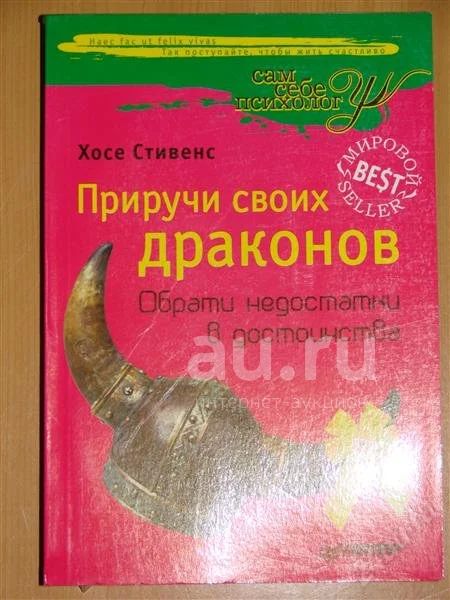 Haec fac ut felix vivas
Так поступайте, чтобы жить счастливо
сам
себе
психолог
Хосе Стивенс
МИРОВОЙ
BE$T
SELLER
Приручи своих
драконов
Обрати недостатки
в достоинства
au.ru
интернет-аукцион